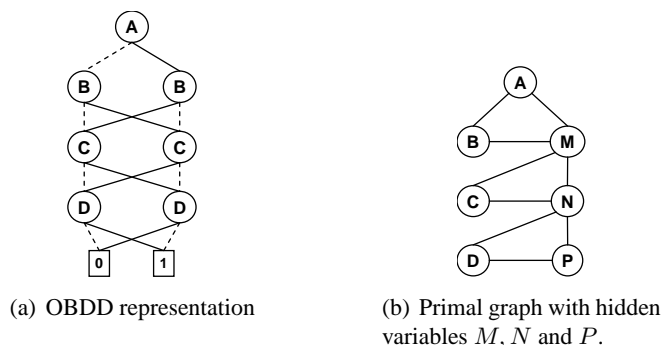 A
B B
C C
D D
0 1
(a) OBDD representation
A
B M
C N
D P
(b) Primal graph with hidden
variables M, N and P.